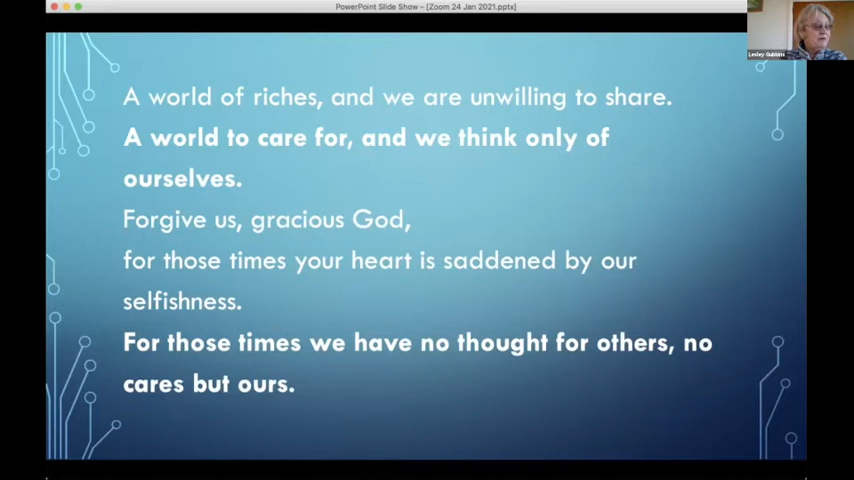 PowerPoint Slide Show - [Zoom 24 Jan 2021.pptx]
Lesley Gubbins
A world of riches, and we are unwilling to share.
A world to care for, and we think only of
ourselves.
Forgive us, gracious God,
for those times your heart is saddened by our
selfishness.
For those times we have no thought for others, no
cares but ours.